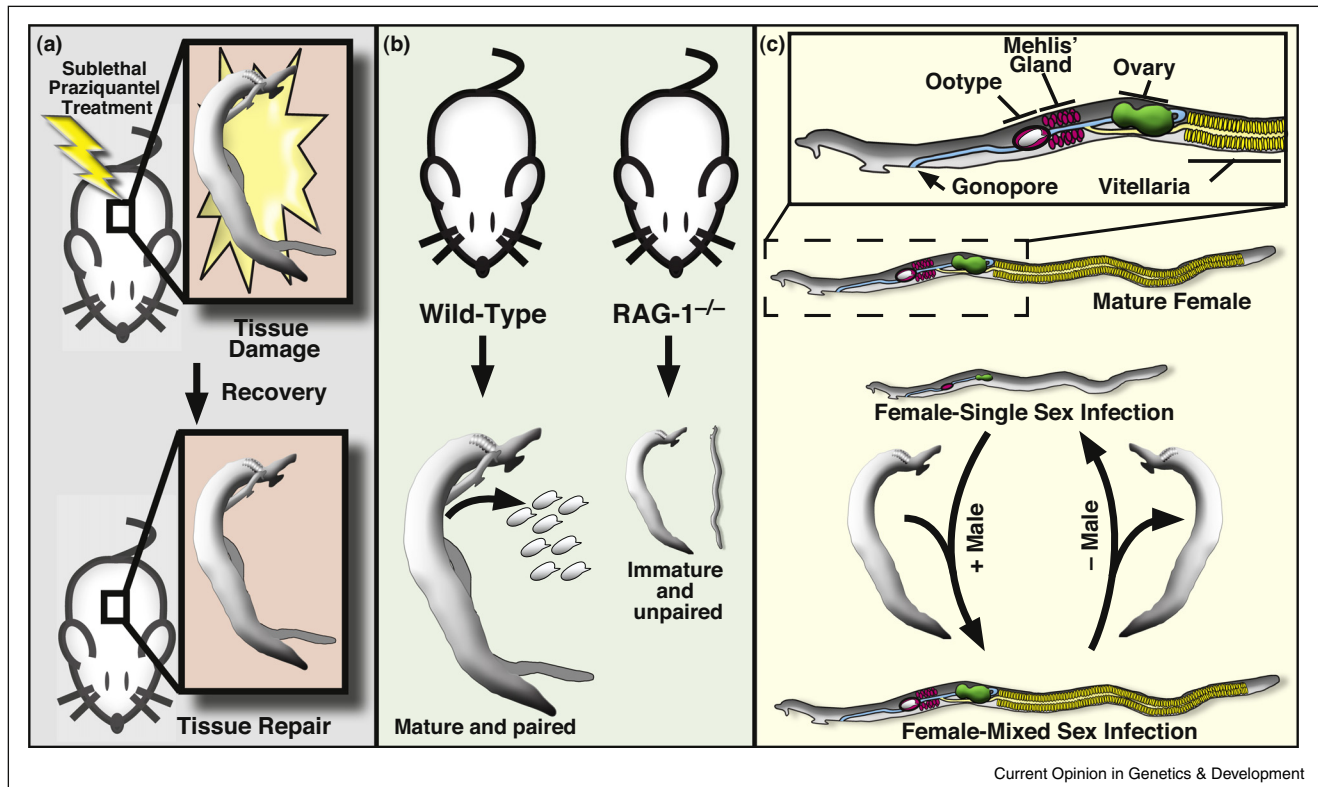 (a)
Sublethal
Praziquantel
Treatment
Tissue
Damage
Recovery
Tissue Repair
(b)
Wild-Type
RAG-1–/–
Immature
and
unpaired
Mature and paired
(c)
Mehlis'
Gland
Ootype
Ovary
Gonopore
Vitellaria
Mature Female
Female-Single Sex Infection
+ Male
– Male
Female-Mixed Sex Infection
Current Opinion in Genetics & Development